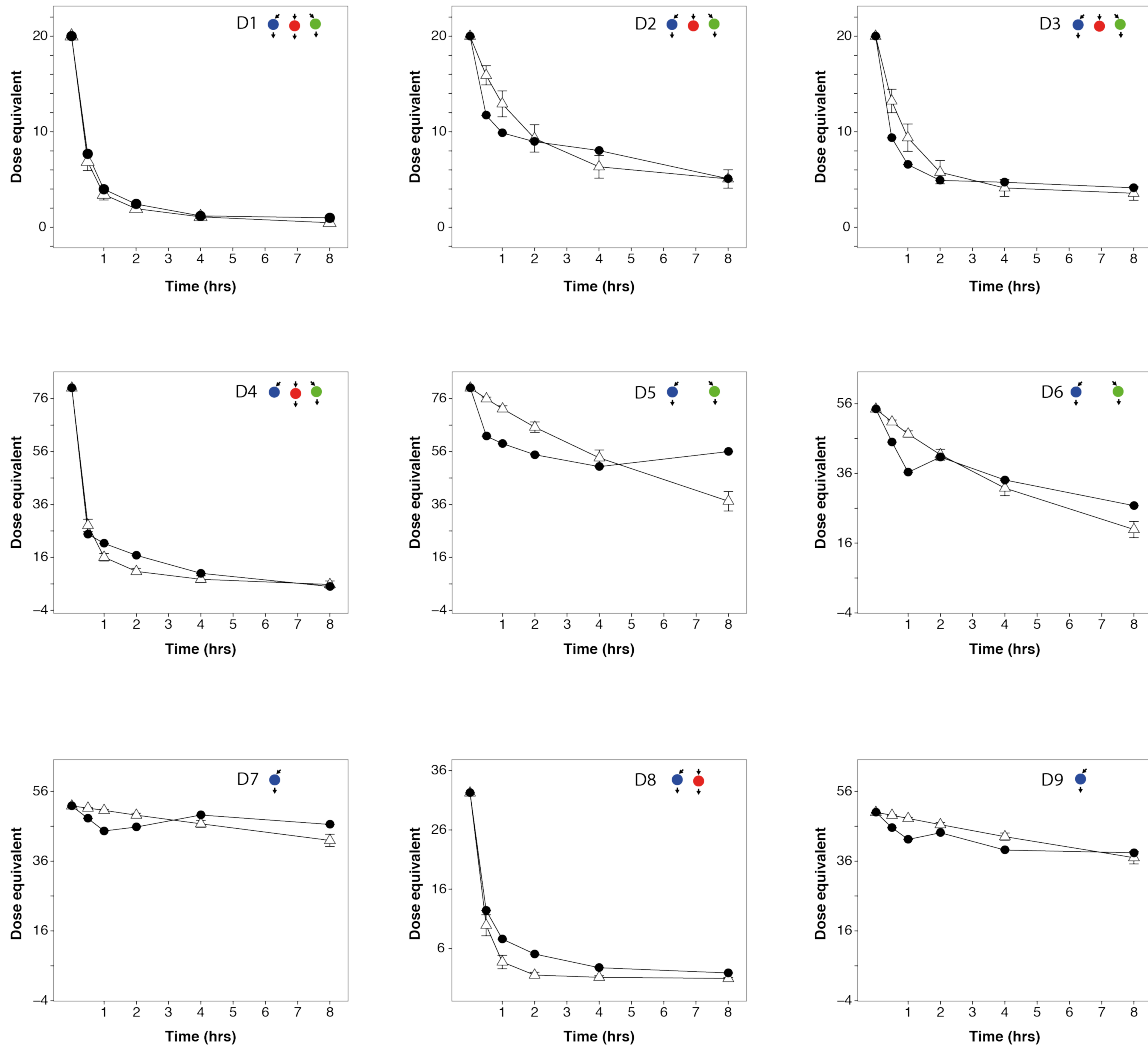 D1
Dose equivalent
20
10
0
1 2 3 4 5 6 7 8
Time (hrs)
D2
Dose equivalent
20
10
0
1 2 3 4 5 6 7 8
Time (hrs)
D3
Dose equivalent
20
10
0
1 2 3 4 5 6 7 8
Time (hrs)
D4
Dose equivalent
76
56
36
16
−4
1 2 3 4 5 6 7 8
Time (hrs)
D5
Dose equivalent
76
56
36
16
−4
1 2 3 4 5 6 7 8
Time (hrs)
D6
Dose equivalent
56
36
16
−4
1 2 3 4 5 6 7 8
Time (hrs)
D7
Dose equivalent
56
36
16
−4
1 2 3 4 5 6 7 8
Time (hrs)
D8
Dose equivalent
36
26
16
6
1 2 3 4 5 6 7 8
Time (hrs)
D9
Dose equivalent
56
36
16
−4
1 2 3 4 5 6 7 8
Time (hrs)